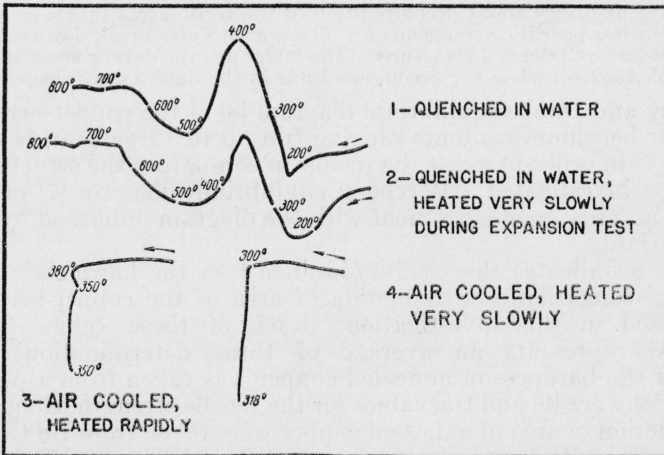 400°
800° 700°
600°
500°
300°
200°
1–QUENCHED IN WATER
800° 700°
600°
500°
400°
300°
200°
2–QUENCHED IN WATER,
HEATED VERY SLOWLY
DURING EXPANSION TEST
380°
350°
350°
300°
318°
4–AIR COOLED, HEATED
VERY SLOWLY
3–AIR COOLED,
HEATED RAPIDLY